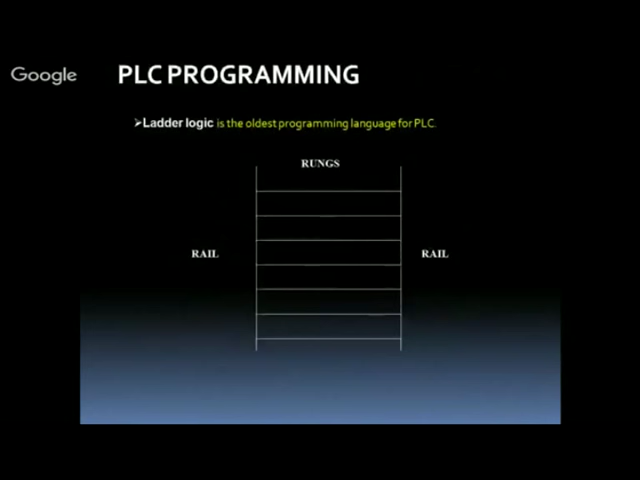 Google
PLC PROGRAMMING
➢Ladder logic is the oldest programming language for PLC.
RUNGS
RAIL
RAIL